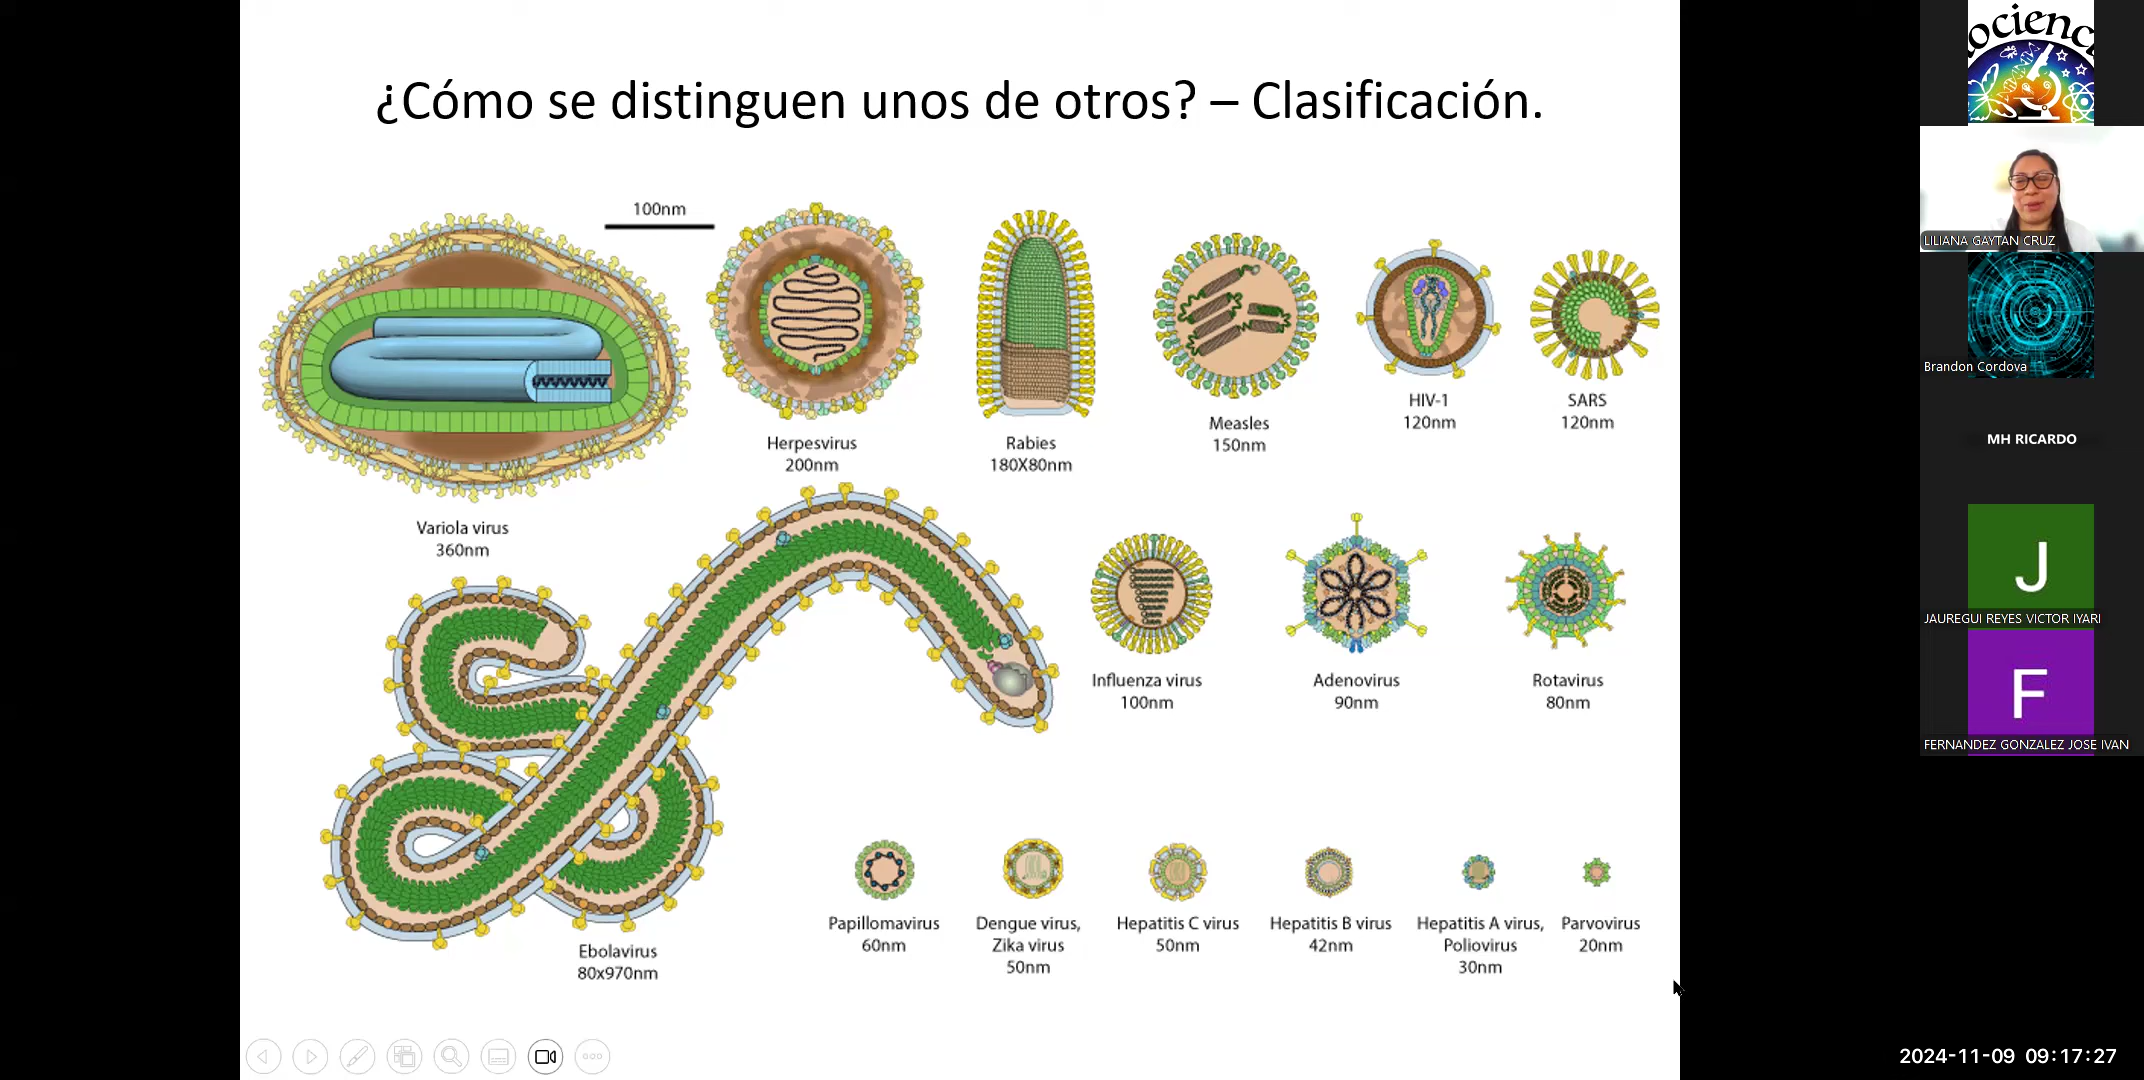 ¿Cómo se distinguen unos de otros? – Clasificación.
100nm
Variola virus
360nm
Herpesvirus
200nm
Rabies
180X80nm
Measles
150nm
HIV-1
120nm
SARS
120nm
Ebolavirus
80x970nm
Influenza virus
100nm
Adenovirus
90nm
Rotavirus
80nm
Papillomavirus
60nm
Dengue virus,
Zika virus
50nm
Hepatitis C virus
50nm
Hepatitis B virus
42nm
Hepatitis A virus,
Poliovirus
30nm
Parvovirus
20nm
ocienc
LILIANA GAYTAN CRUZ
Brandon Cordova
MH RICARDO
J
JAUREGUI REYES VICTOR IYARI
F
FERNANDEZ GONZALEZ JOSE IVAN
2024-11-09 09:17:27